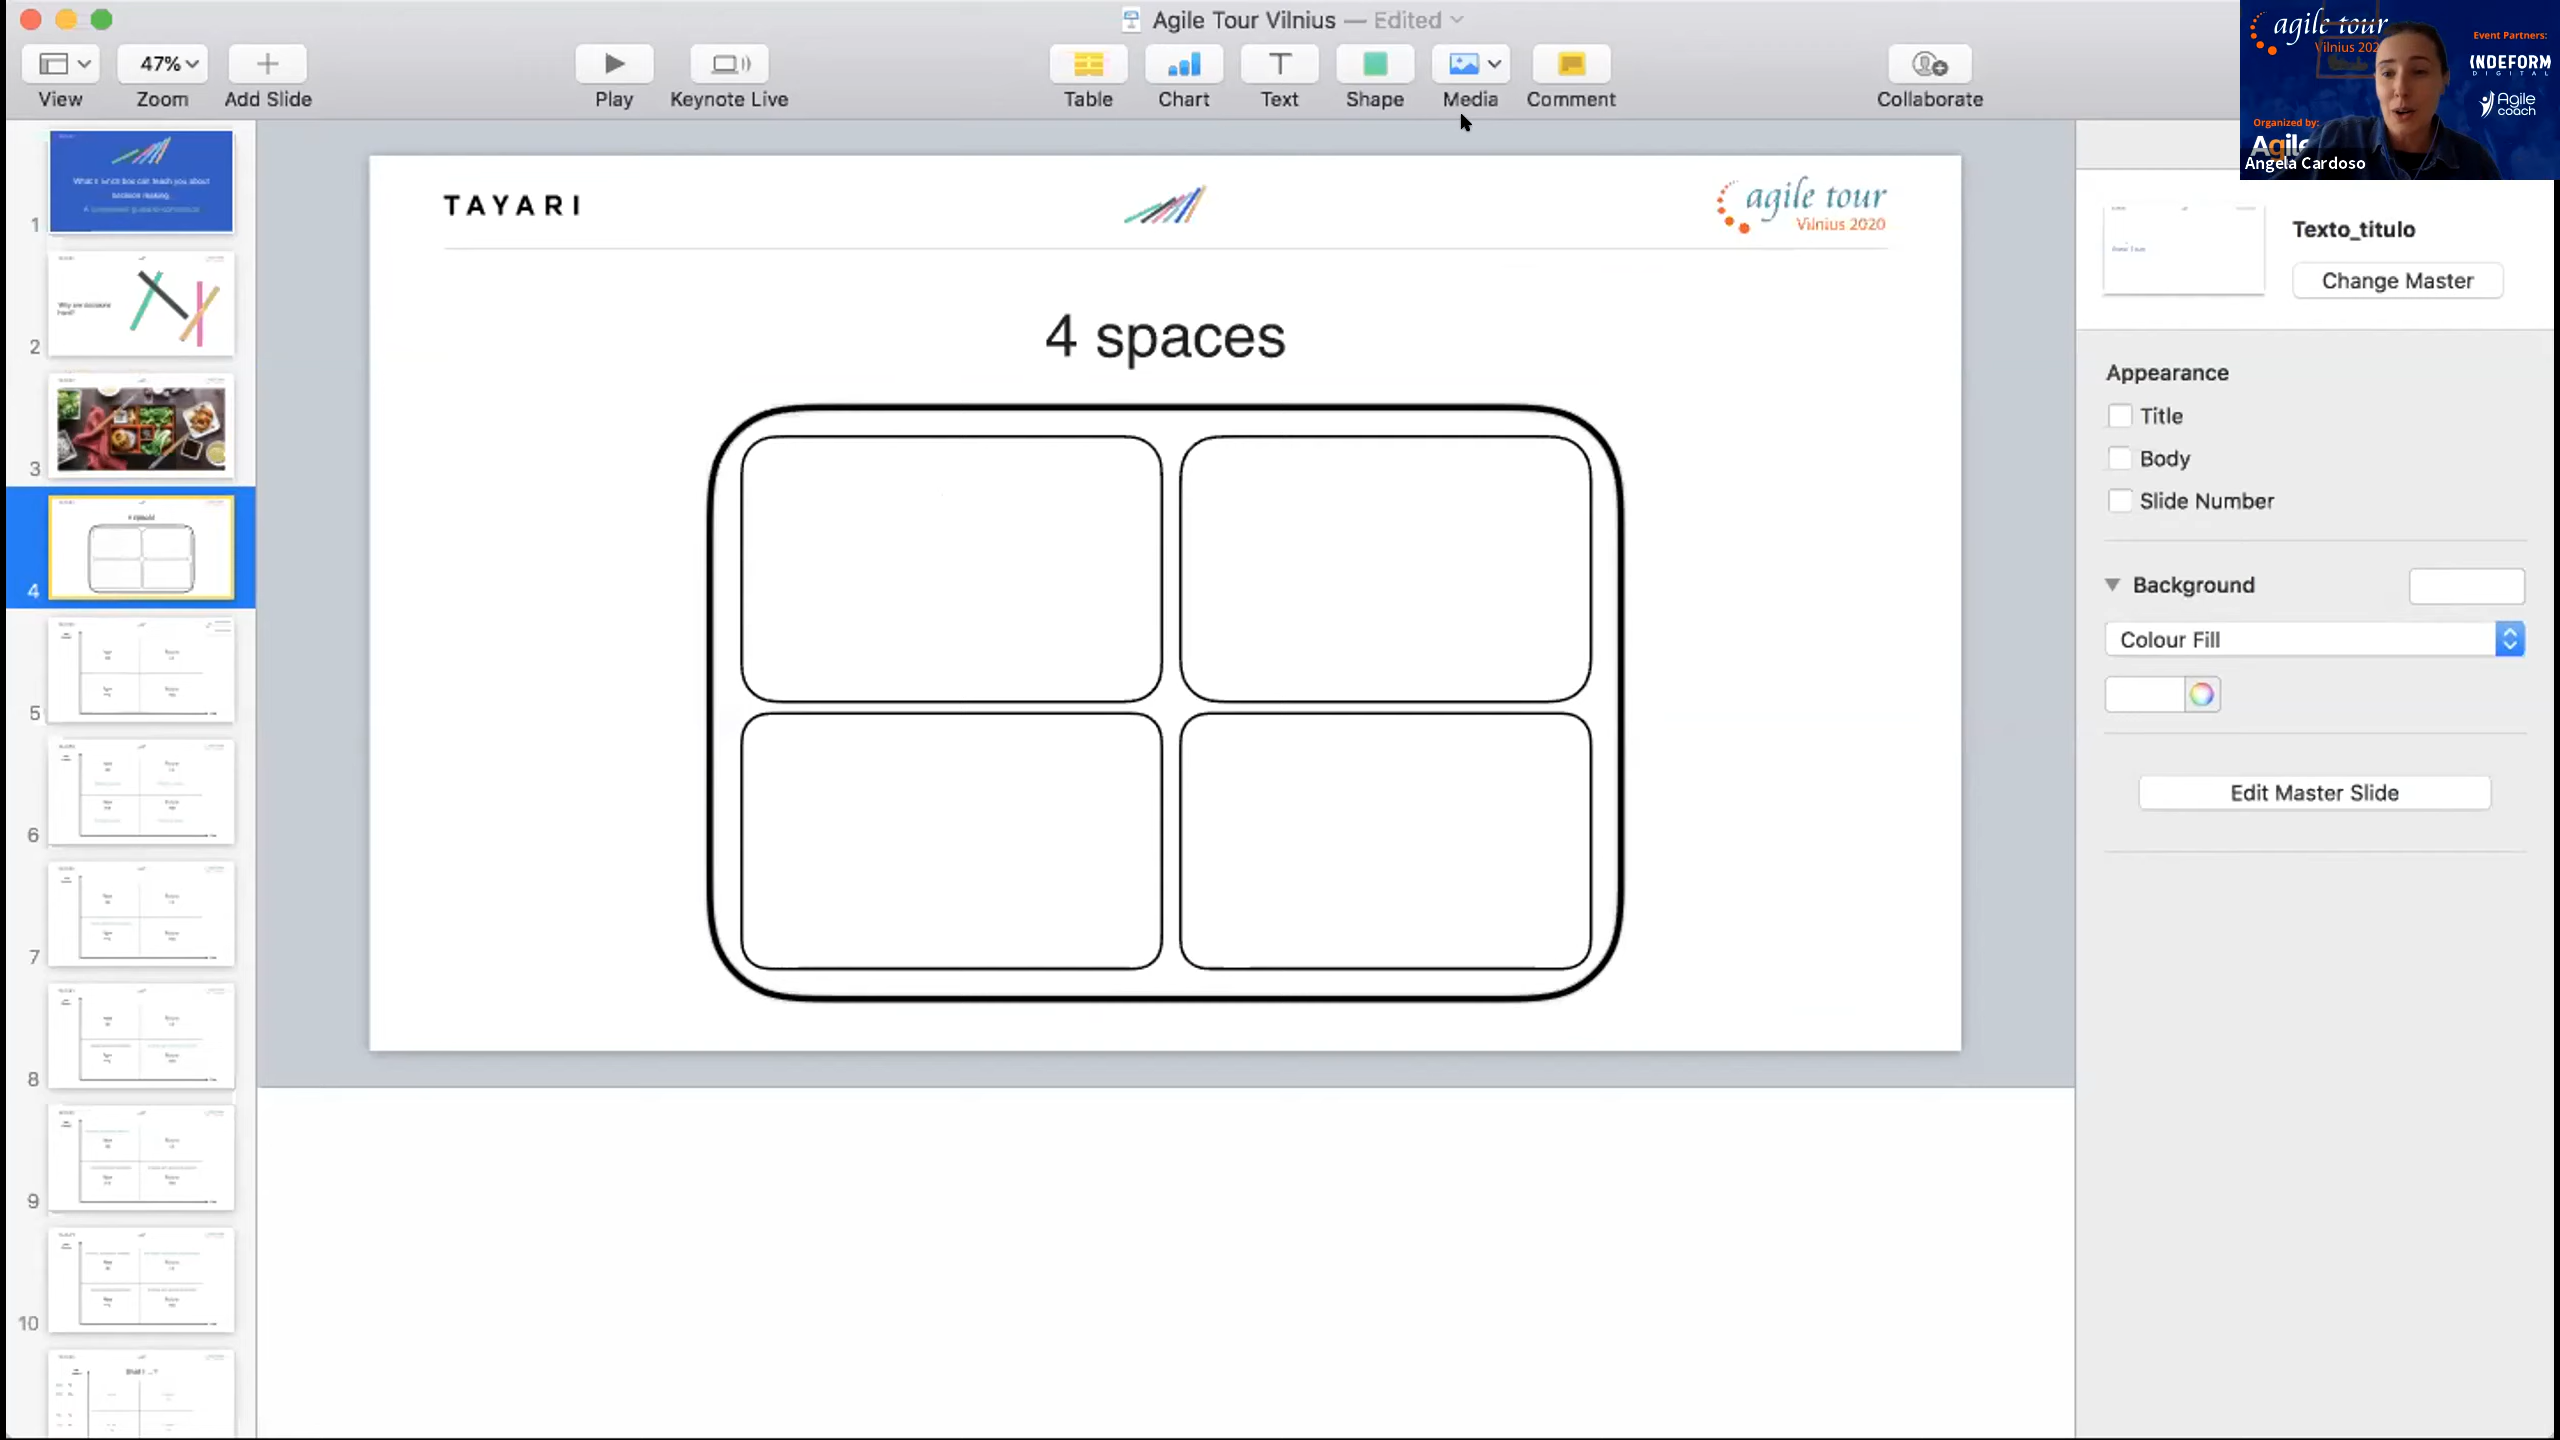 Agile Tour Vilnius — Edited
47%
View
Zoom
Add Slide
Play
Keynote Live
Table
Chart
Text
Shape
Media
Comment
Collaborate
agile tour
Event Partners:
INDEFORM
DIGITAL
Agile
coach
Organized by:
Angela Cardoso
1
2
3
4
5
6
7
8
9
10
TAYARI
agile tour
Vilnius 2020
4 spaces
Texto_titulo
Change Master
Appearance
Title
Body
Slide Number
Background
Colour Fill
Edit Master Slide